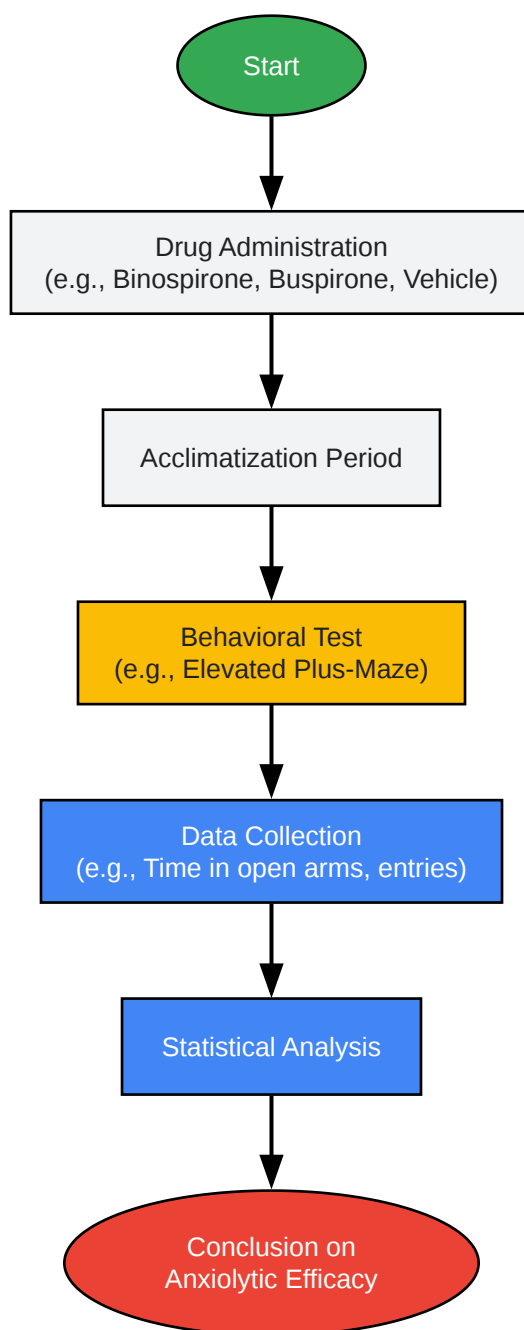 Start
Drug Administration
(e.g., Binospirone, Buspirone, Vehicle)
Acclimatization Period
Behavioral Test
(e.g., Elevated Plus-Maze)
Data Collection
(e.g., Time in open arms, entries)
Statistical Analysis
Conclusion on
Anxiolytic Efficacy